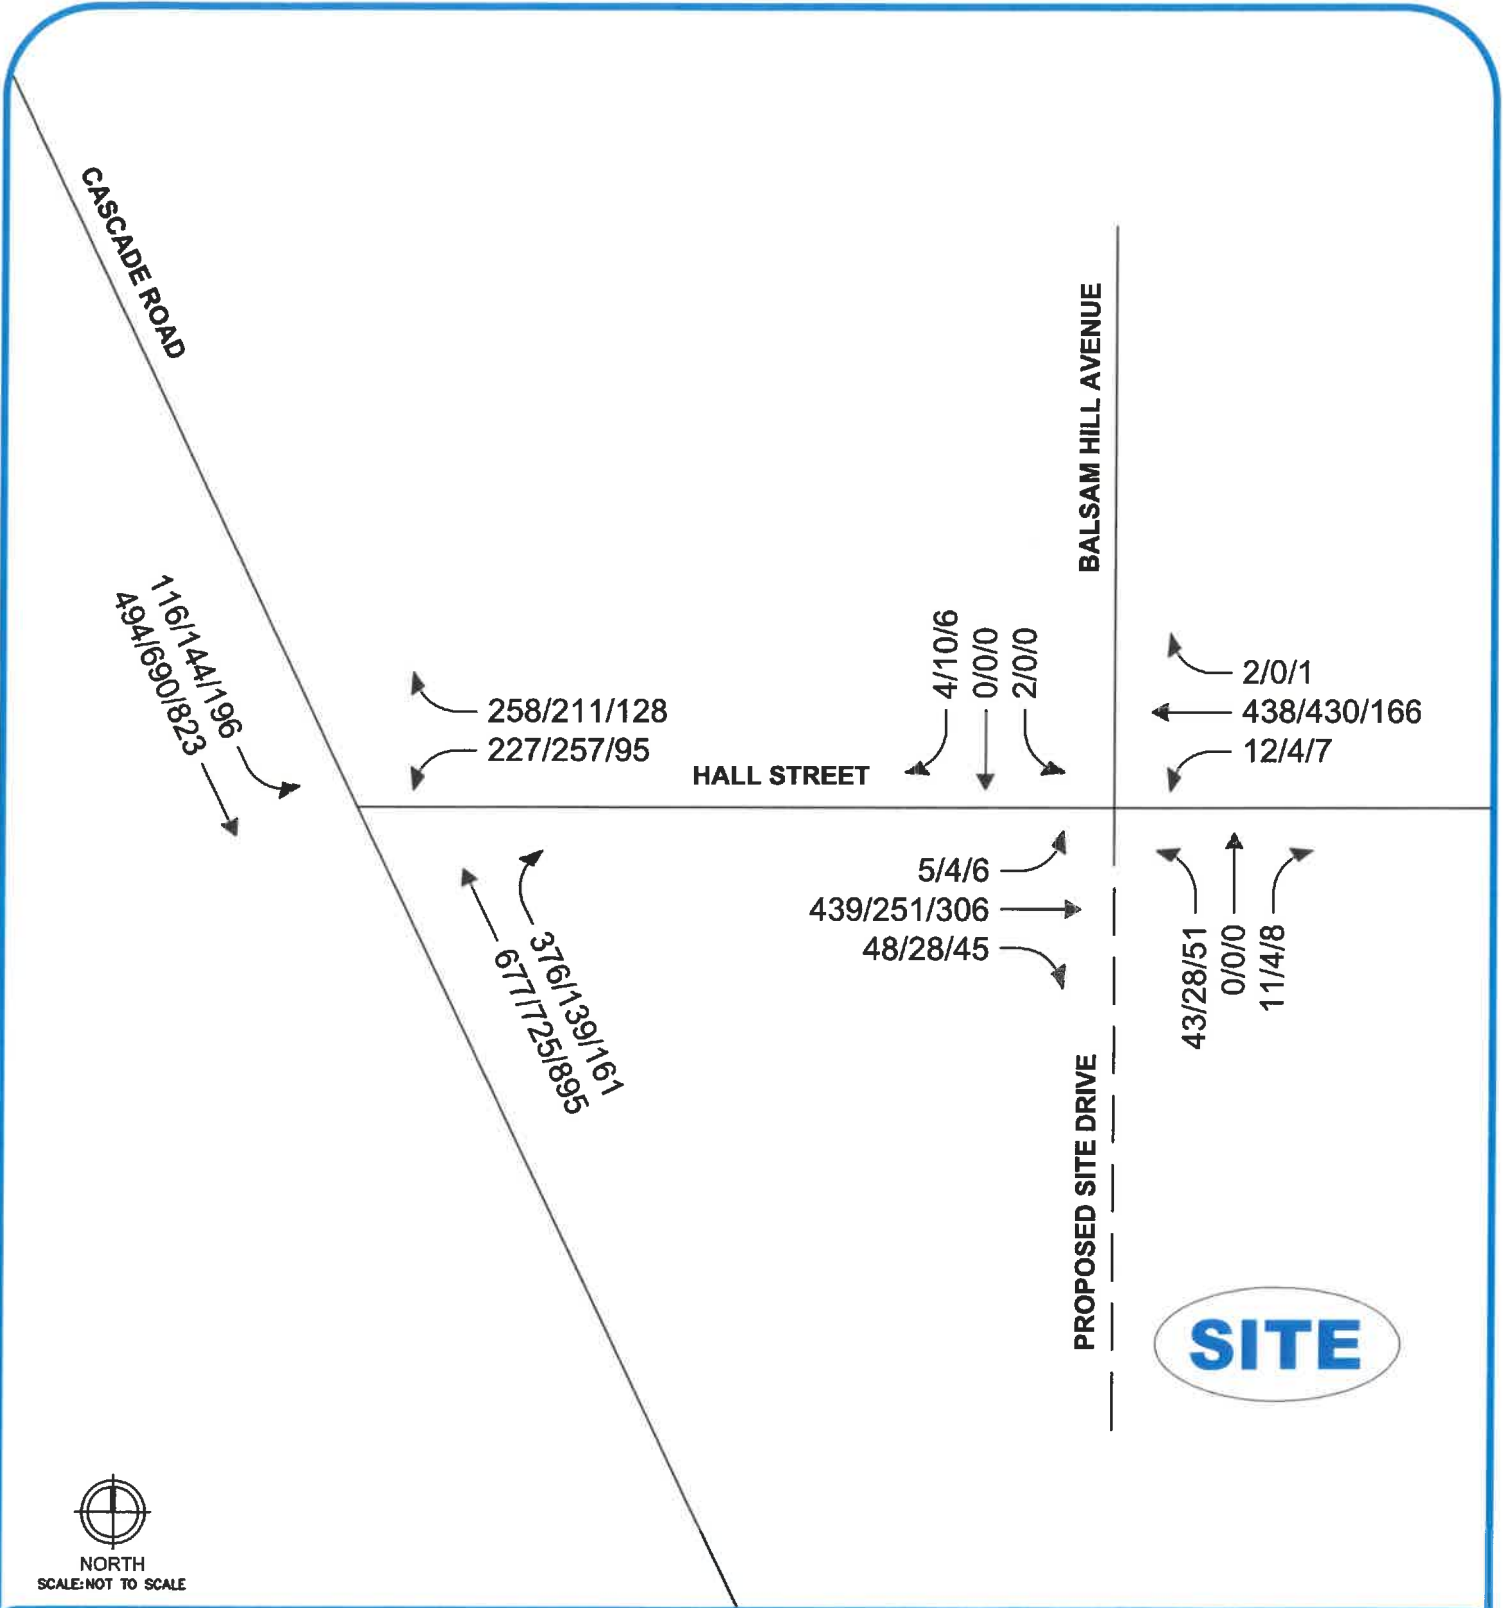 CASCADE ROAD
BALSAM HILL AVENUE
116/144/196
494/690/823
258/211/128
227/257/95
HALL STREET
4/10/6
0/0/0
2/0/0
2/0/1
438/430/166
12/4/7
5/4/6
439/251/306
48/28/45
376/139/161
677/725/895
43/28/51
0/0/0
11/4/8
PROPOSED SITE DRIVE
SITE
NORTH
SCALE:NOT TO SCALE